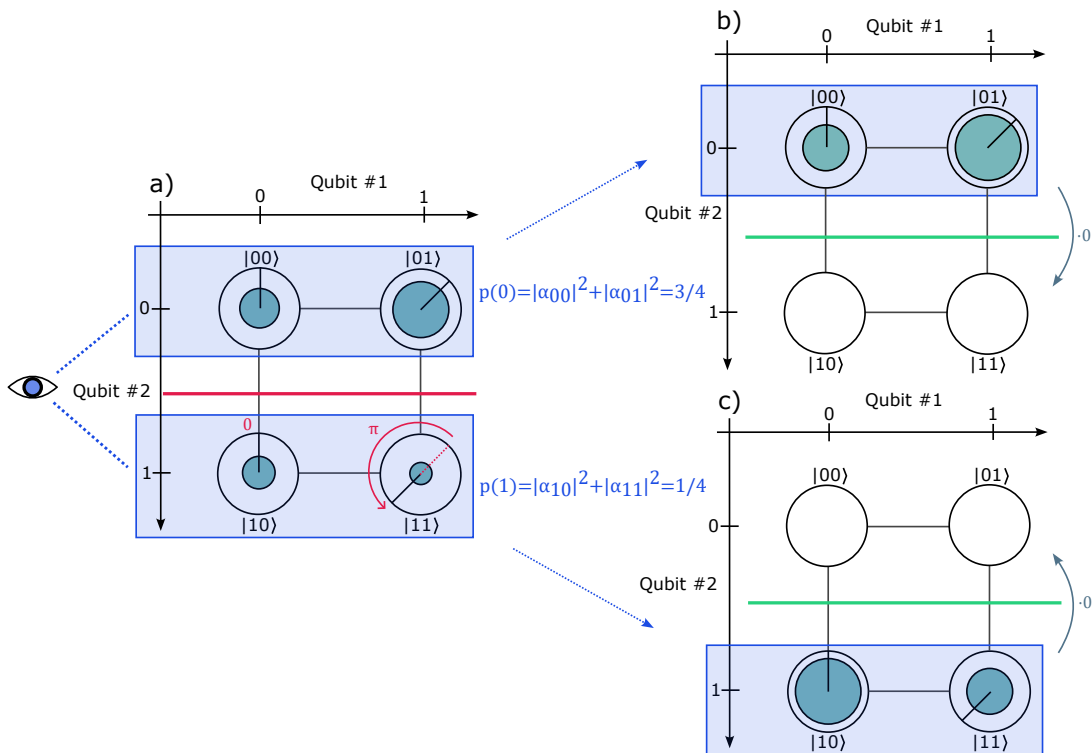 a)
Qubit #1
0 1
|00⟩ |01⟩
0
Qubit #2
0 π
1
|10⟩ |11⟩
p(0)=|α₀₀|²+|α₀₁|²=3/4
p(1)=|α₁₀|²+|α₁₁|²=1/4
b)
Qubit #1
0 1
|00⟩ |01⟩
0
Qubit #2
·0
1
|10⟩ |11⟩
c)
Qubit #1
0 1
|00⟩ |01⟩
0
Qubit #2
·0
1
|10⟩ |11⟩